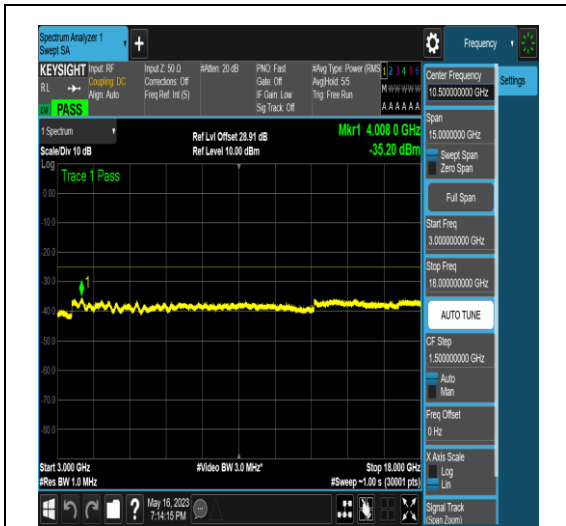 Spectrum Analyzer 1
Swept SA
+
Frequency
KEYSIGHT
RL
PASS
Input: RF
Coupling: DC
Align: Auto
Input Z: 50 Ω
Corrections: Off
Freq Ref: Int (S)
#Atten: 20 dB
PNO: Fast
Gate: Off
IF Gain: Low
Sig Track: Off
#Avg Type: Power (RMS
Avg|Hold: 5/5
Trig: Free Run
1 2 3 4 5 6
M W W W W W
A A A A A A
1 Spectrum
Scale/Div 10 dB
Ref Lvl Offset 28.91 dB
Ref Level 10.00 dBm
Mkr1 4.008 0 GHz
-35.20 dBm
Log
Trace 1 Pass
0.00
-10.0
-20.0
-30.0
-40.0
-50.0
-60.0
-70.0
-80.0
1
Start 3.000 GHz
#Res BW 1.0 MHz
#Video BW 3.0 MHz*
Stop 18.000 GHz
#Sweep ~1.00 s (30001 pts)
?
May 16, 2023
7:14:15 PM
Center Frequency
10.500000000 GHz
Span
15.0000000 GHz
Swept Span
Zero Span
Full Span
Start Freq
3.000000000 GHz
Stop Freq
18.000000000 GHz
AUTO TUNE
CF Step
1.500000000 GHz
Auto
Man
Freq Offset
0 Hz
X Axis Scale
Log
Lin
Signal Track
(Span Zoom)
Settings